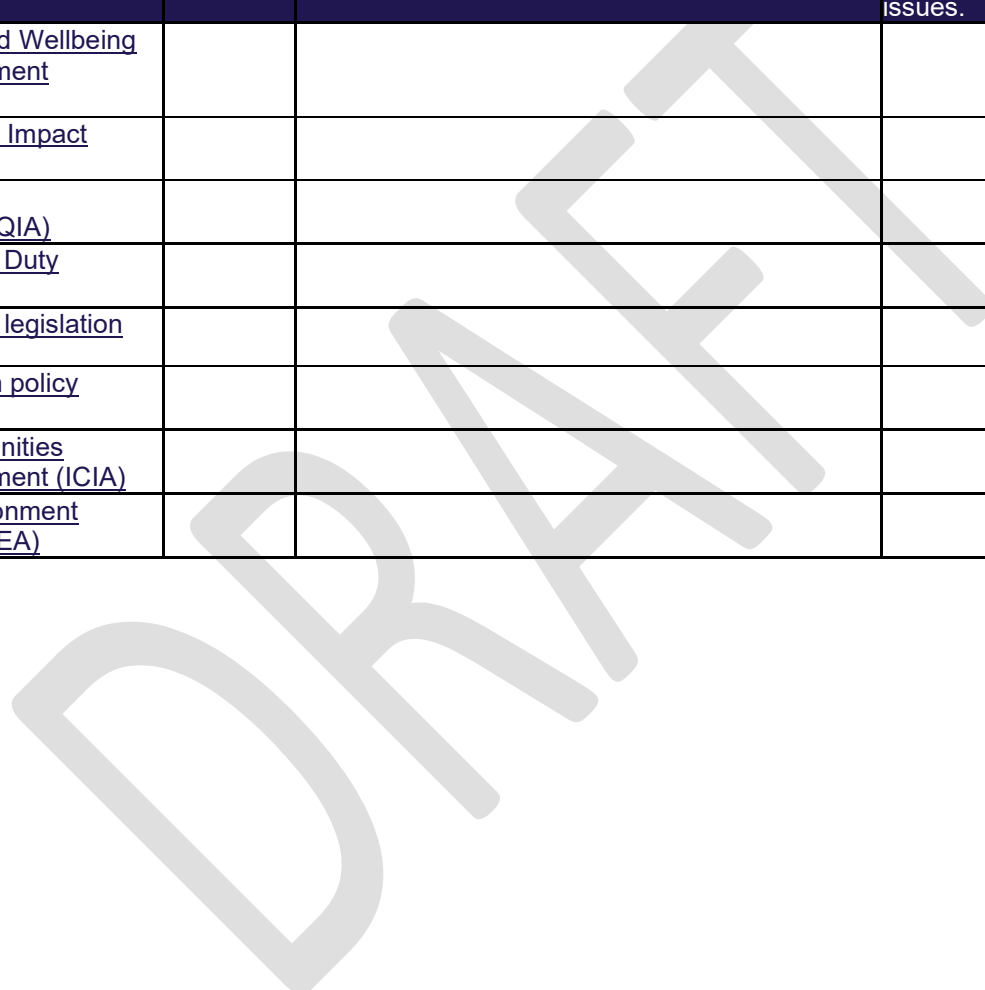 issues.
d Wellbeing
ment
Impact
QIA)
Duty
legislation
policy
nities
ment (ICIA)
onment
EA)
DRAFT